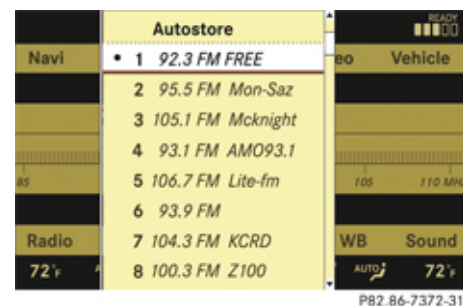 Autostore
READY
Navi
eo
Vehicle
• 1 92.3 FM FREE
2 95.5 FM Mon-Saz
3 105.1 FM Mcknight
4 93.1 FM AMO93.1
5 106.7 FM Lite-fm
6 93.9 FM
7 104.3 FM KCRD
8 100.3 FM Z100
85
105
110 MH
Radio
WB
Sound
72°F
AUTO
72°F
P82.86-7372-31